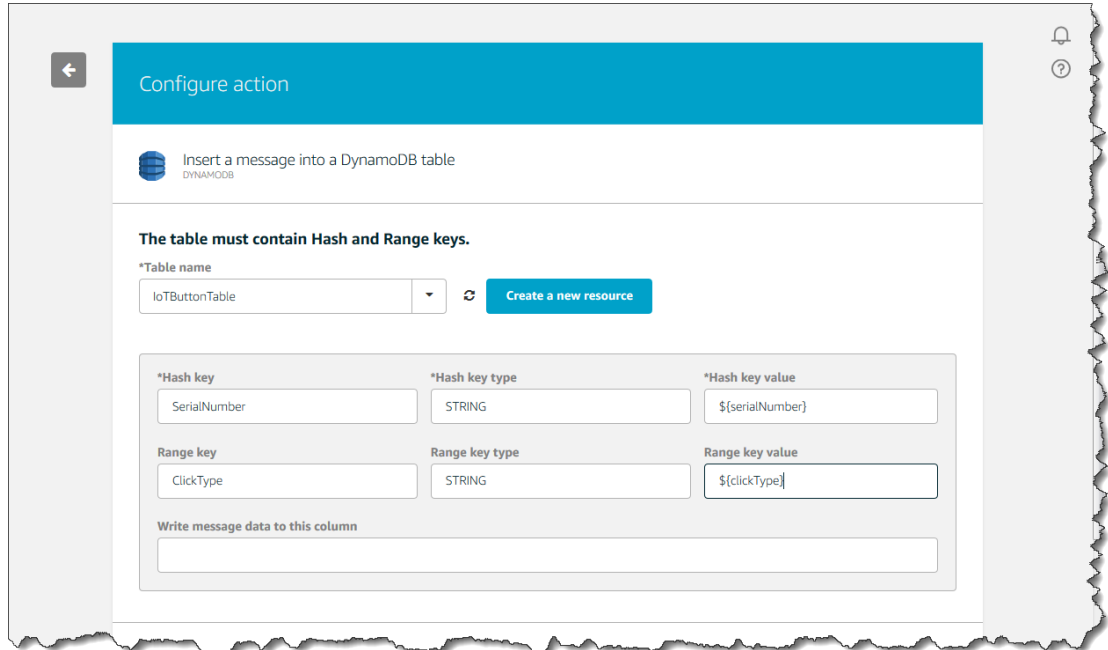 Configure action
Insert a message into a DynamoDB table
DYNAMODB
The table must contain Hash and Range keys.
*Table name
IoTButtonTable
Create a new resource
*Hash key *Hash key type *Hash key value
SerialNumber STRING ${serialNumber}
Range key Range key type Range key value
ClickType STRING ${clickType}
Write message data to this column